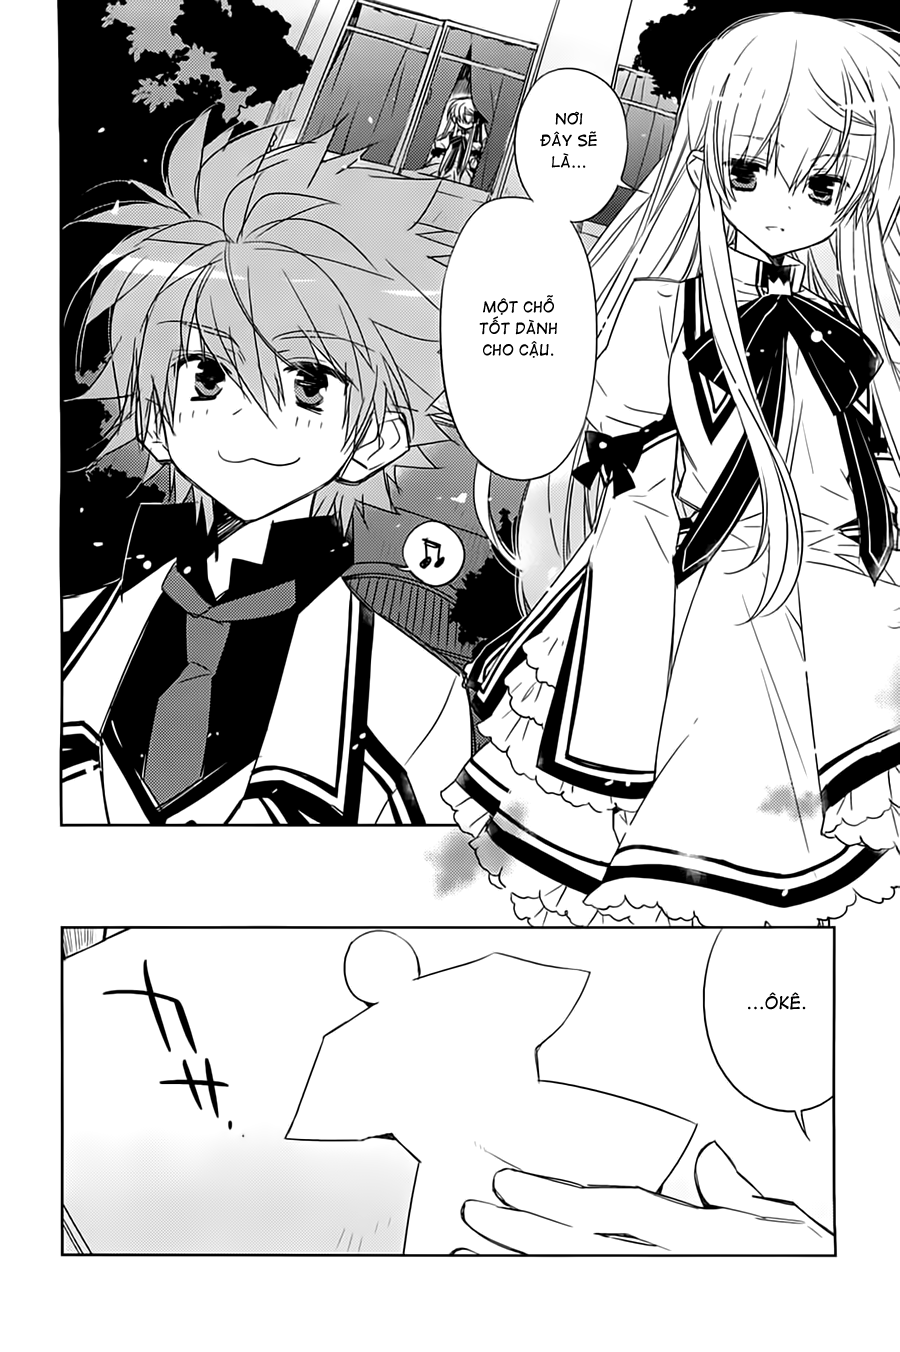 NƠI
ĐÂY SẼ
LÀ...
MỘT CHỖ
TỐT DÀNH
CHO CẬU.
...ÔKÊ.